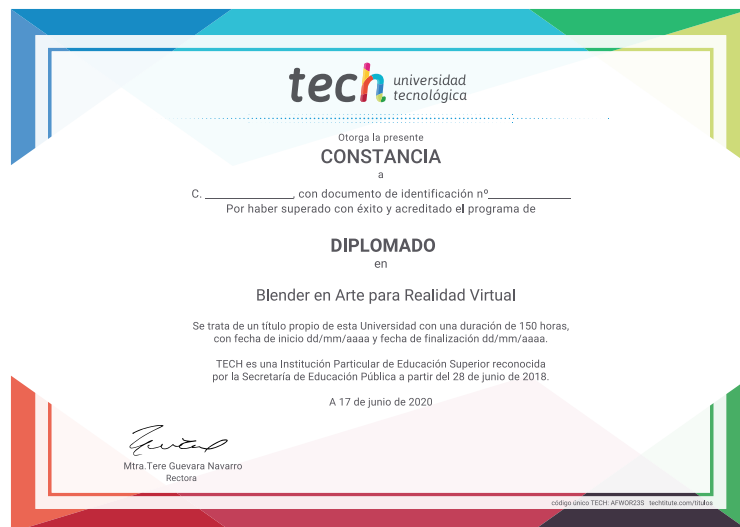 tech universidad
tecnológica
Otorga la presente
CONSTANCIA
a
C. ______________, con documento de identificación nº______________
Por haber superado con éxito y acreditado el programa de
DIPLOMADO
en
Blender en Arte para Realidad Virtual
Se trata de un título propio de esta Universidad con una duración de 150 horas,
con fecha de inicio dd/mm/aaaa y fecha de finalización dd/mm/aaaa.
TECH es una Institución Particular de Educación Superior reconocida
por la Secretaría de Educación Pública a partir del 28 de junio de 2018.
A 17 de junio de 2020
Mtra.Tere Guevara Navarro
Rectora
código único TECH: AFWOR23S techtitute.com/títulos